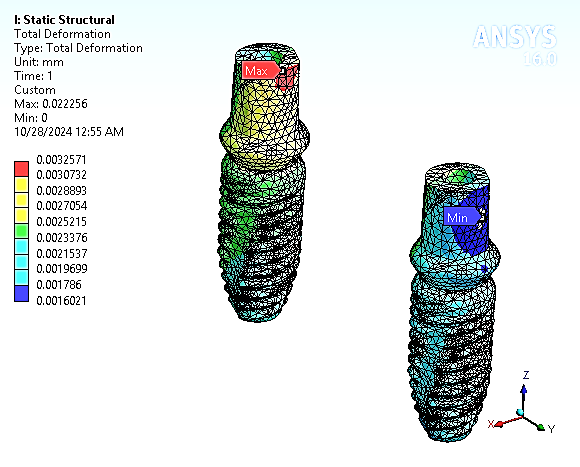 I: Static Structural
Total Deformation
Type: Total Deformation
Unit: mm
Time: 1
Custom
Max: 0.022256
Min: 0
10/28/2024 12:55 AM
ANSYS
16.0
0.0032571
0.0030732
0.0028893
0.0027054
0.0025215
0.0023376
0.0021537
0.0019699
0.001786
0.0016021
Max
Min
Z
X
Y